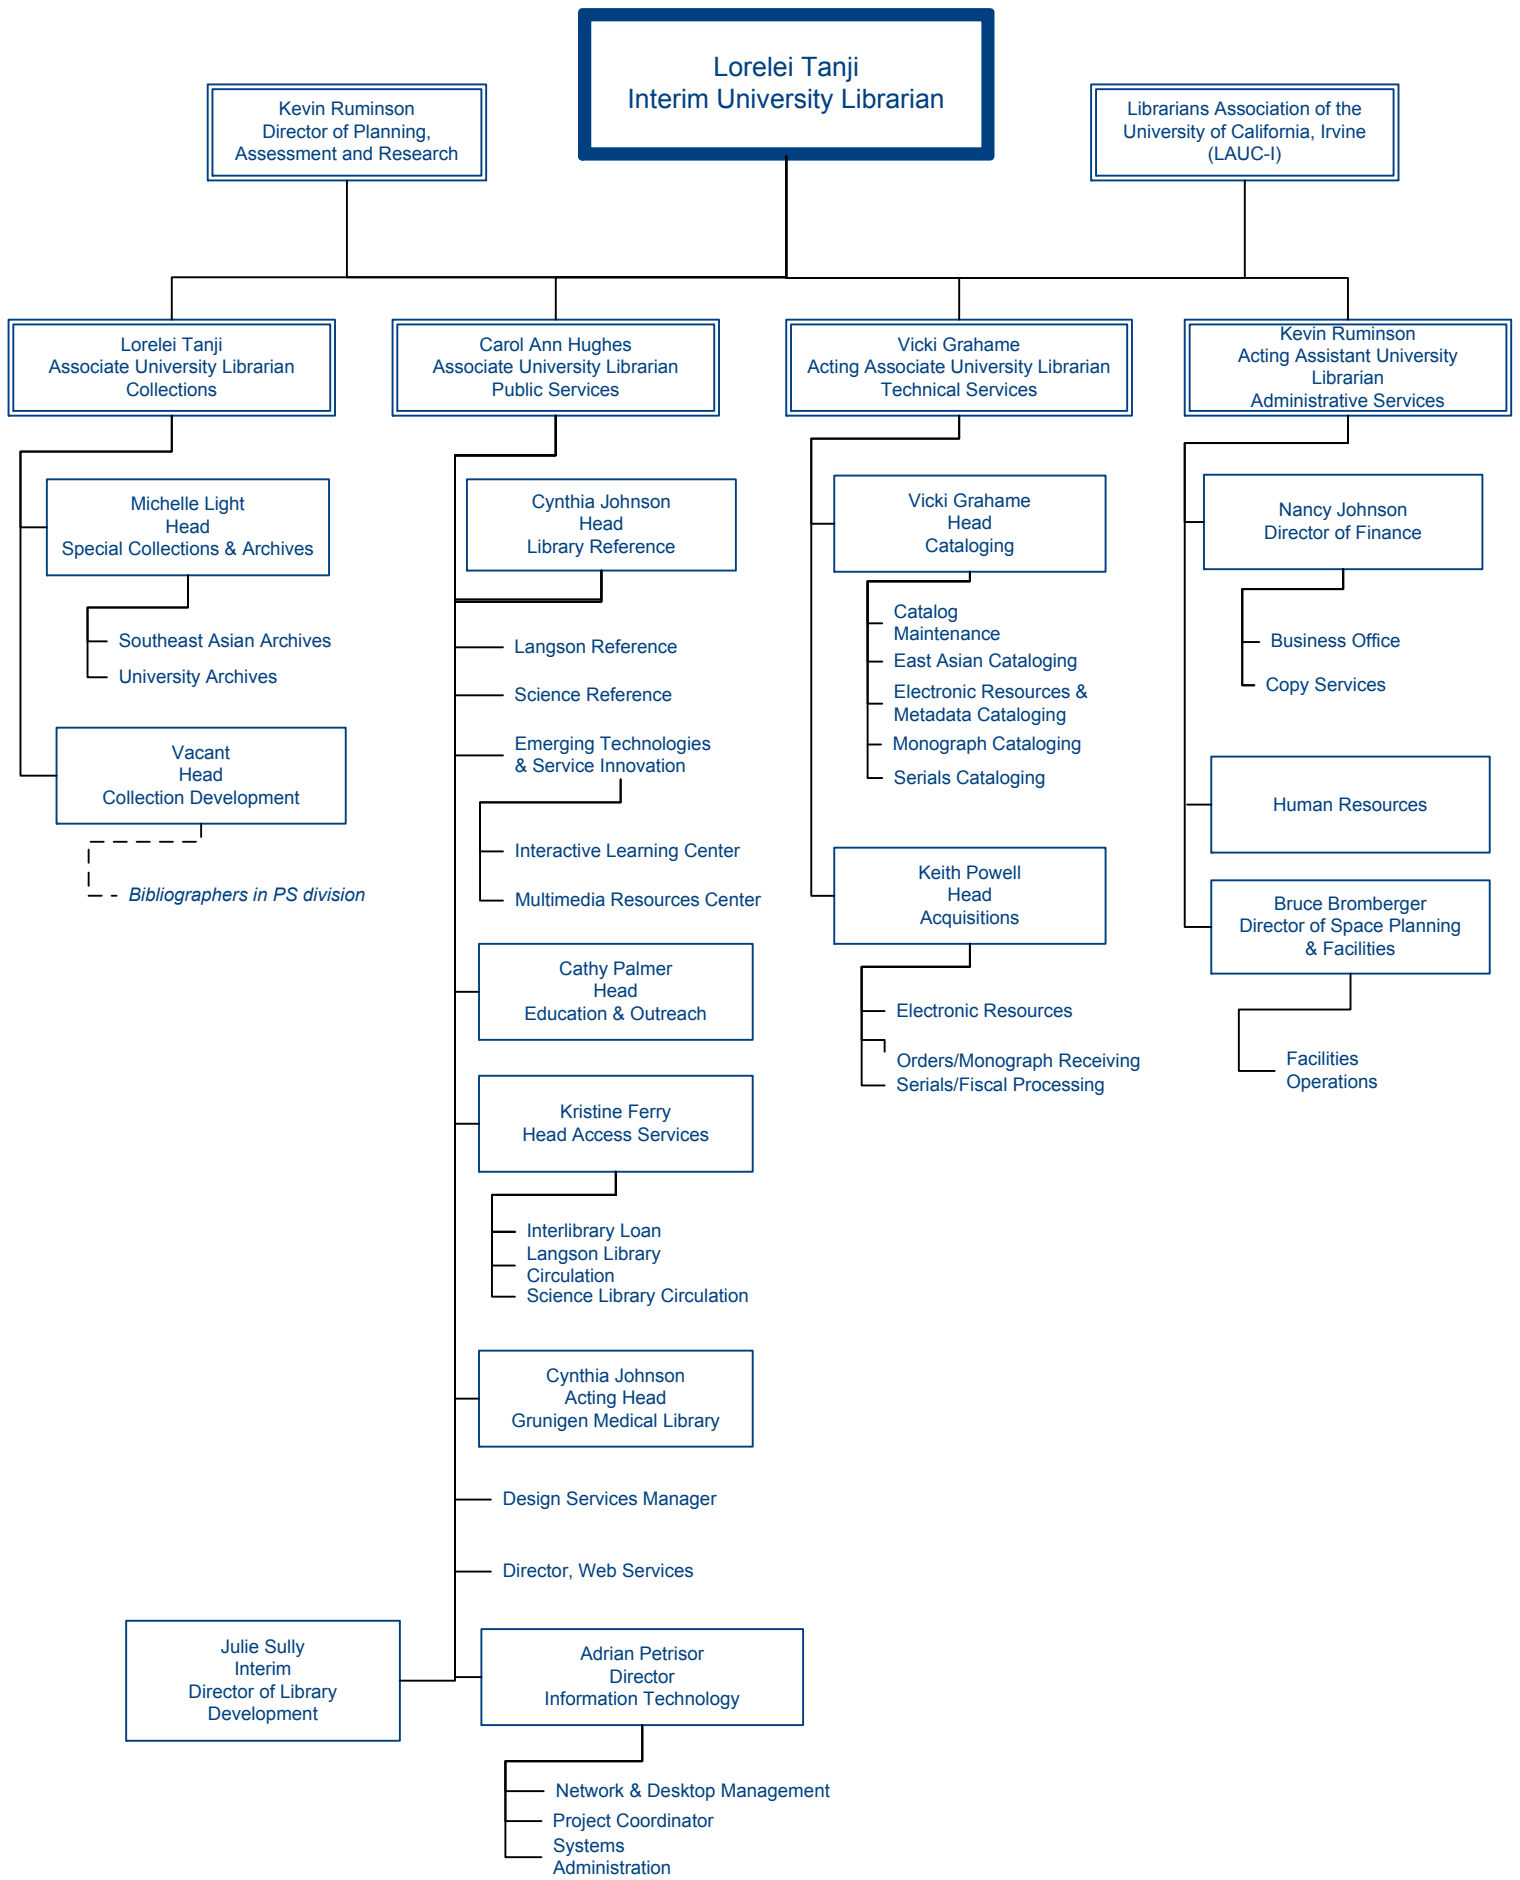 Lorelei Tanji
Interim University Librarian
Kevin Ruminson
Director of Planning,
Assessment and Research
Librarians Association of the
University of California, Irvine
(LAUC-I)
Lorelei Tanji
Associate University Librarian
Collections
Carol Ann Hughes
Associate University Librarian
Public Services
Vicki Grahame
Acting Associate University Librarian
Technical Services
Kevin Ruminson
Acting Assistant University
Librarian
Administrative Services
Michelle Light
Head
Special Collections & Archives
Southeast Asian Archives
University Archives
Vacant
Head
Collection Development
Bibliographers in PS division
Cynthia Johnson
Head
Library Reference
Langson Reference
Science Reference
Emerging Technologies
& Service Innovation
Interactive Learning Center
Multimedia Resources Center
Cathy Palmer
Head
Education & Outreach
Kristine Ferry
Head Access Services
Interlibrary Loan
Langson Library
Circulation
Science Library Circulation
Cynthia Johnson
Acting Head
Grunigen Medical Library
Design Services Manager
Director, Web Services
Julie Sully
Interim
Director of Library
Development
Adrian Petrisor
Director
Information Technology
Network & Desktop Management
Project Coordinator
Systems
Administration
Vicki Grahame
Head
Cataloging
Catalog
Maintenance
East Asian Cataloging
Electronic Resources &
Metadata Cataloging
Monograph Cataloging
Serials Cataloging
Keith Powell
Head
Acquisitions
Electronic Resources
Orders/Monograph Receiving
Serials/Fiscal Processing
Nancy Johnson
Director of Finance
Business Office
Copy Services
Human Resources
Bruce Bromberger
Director of Space Planning
& Facilities
Facilities
Operations